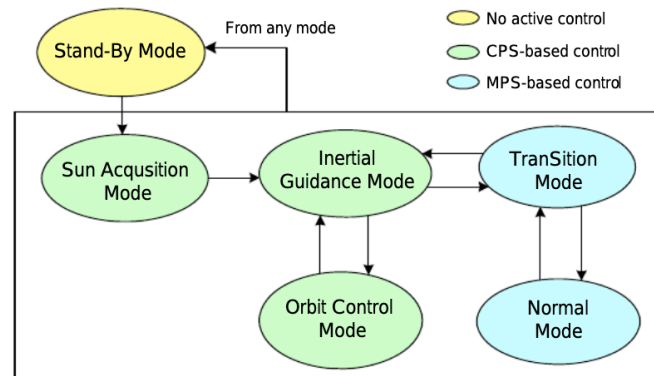 Stand-By Mode
From any mode
No active control
CPS-based control
MPS-based control
Sun Acqusition
Mode
Inertial
Guidance Mode
TranSition
Mode
Orbit Control
Mode
Normal
Mode